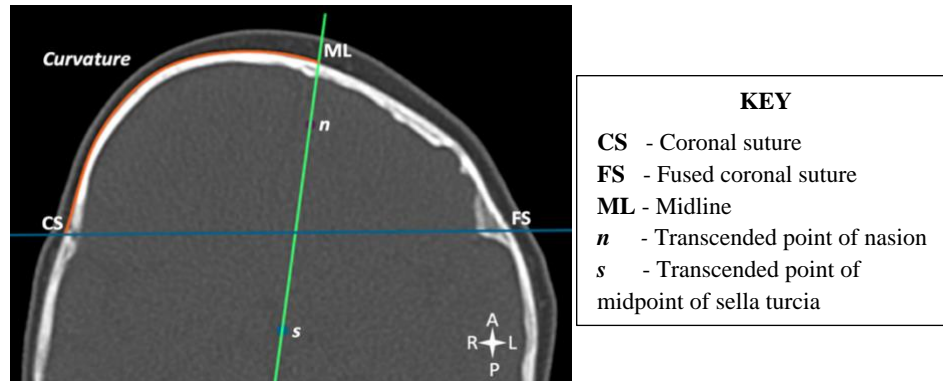 Curvature
ML
n
CS
FS
s
A
R
L
P
KEY
CS - Coronal suture
FS - Fused coronal suture
ML - Midline
n - Transcended point of nasion
s - Transcended point of
midpoint of sella turcia